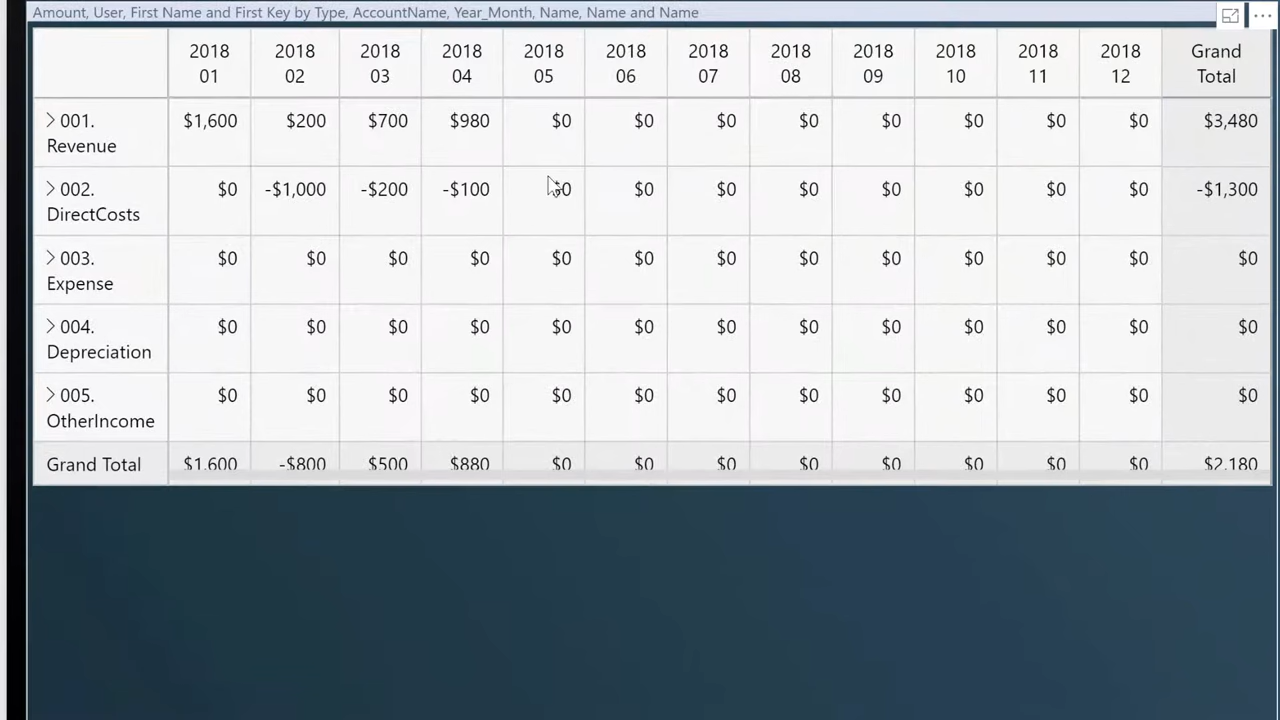 Amount, User, First Name and First Key by Type, AccountName, Year_Month, Name, Name and Name
2018 01 2018 02 2018 03 2018 04 2018 05 2018 06 2018 07 2018 08 2018 09 2018 10 2018 11 2018 12 Grand Total
001. Revenue $1,600 $200 $700 $980 $0 $0 $0 $0 $0 $0 $0 $0 $3,480
002. DirectCosts $0 -$1,000 -$200 -$100 $0 $0 $0 $0 $0 $0 $0 $0 -$1,300
003. Expense $0 $0 $0 $0 $0 $0 $0 $0 $0 $0 $0 $0 $0
004. Depreciation $0 $0 $0 $0 $0 $0 $0 $0 $0 $0 $0 $0 $0
005. OtherIncome $0 $0 $0 $0 $0 $0 $0 $0 $0 $0 $0 $0 $0
Grand Total $1,600 -$800 $500 $880 $0 $0 $0 $0 $0 $0 $0 $0 $2,180